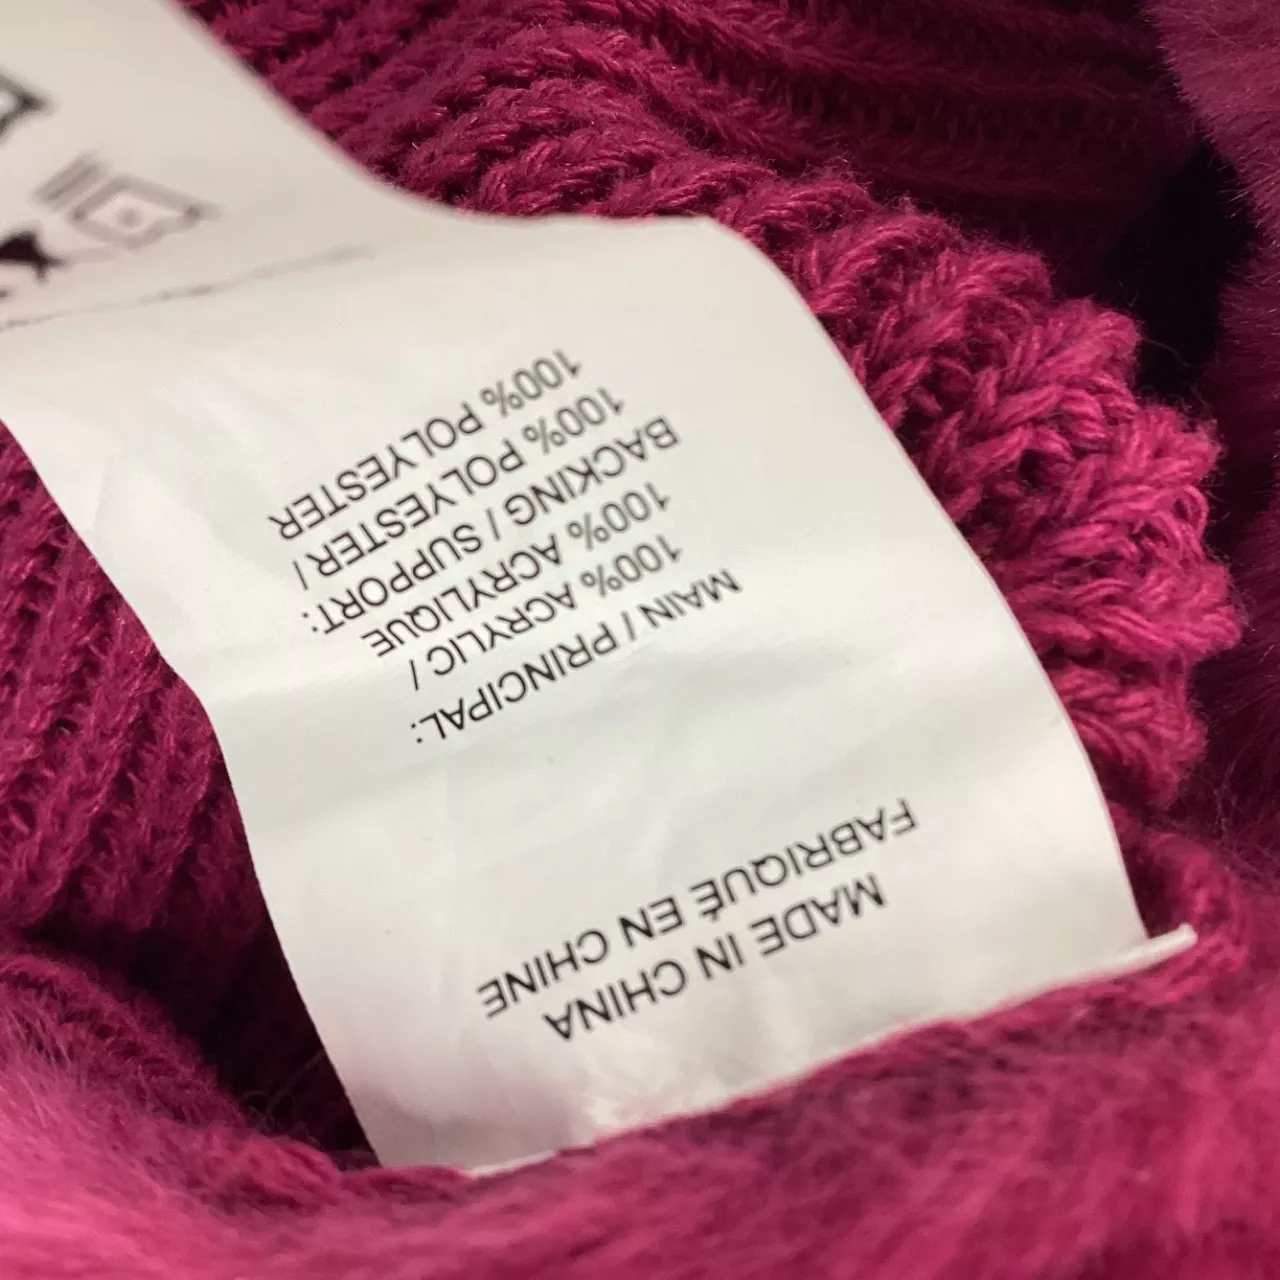 MADE IN CHINA
FABRIQUÉ EN CHINE
MAIN / PRINCIPAL:
100% ACRYLIC /
100% ACRYLIQUE
BACKING / SUPPORT:
100% POLYESTER /
100% POLYESTER